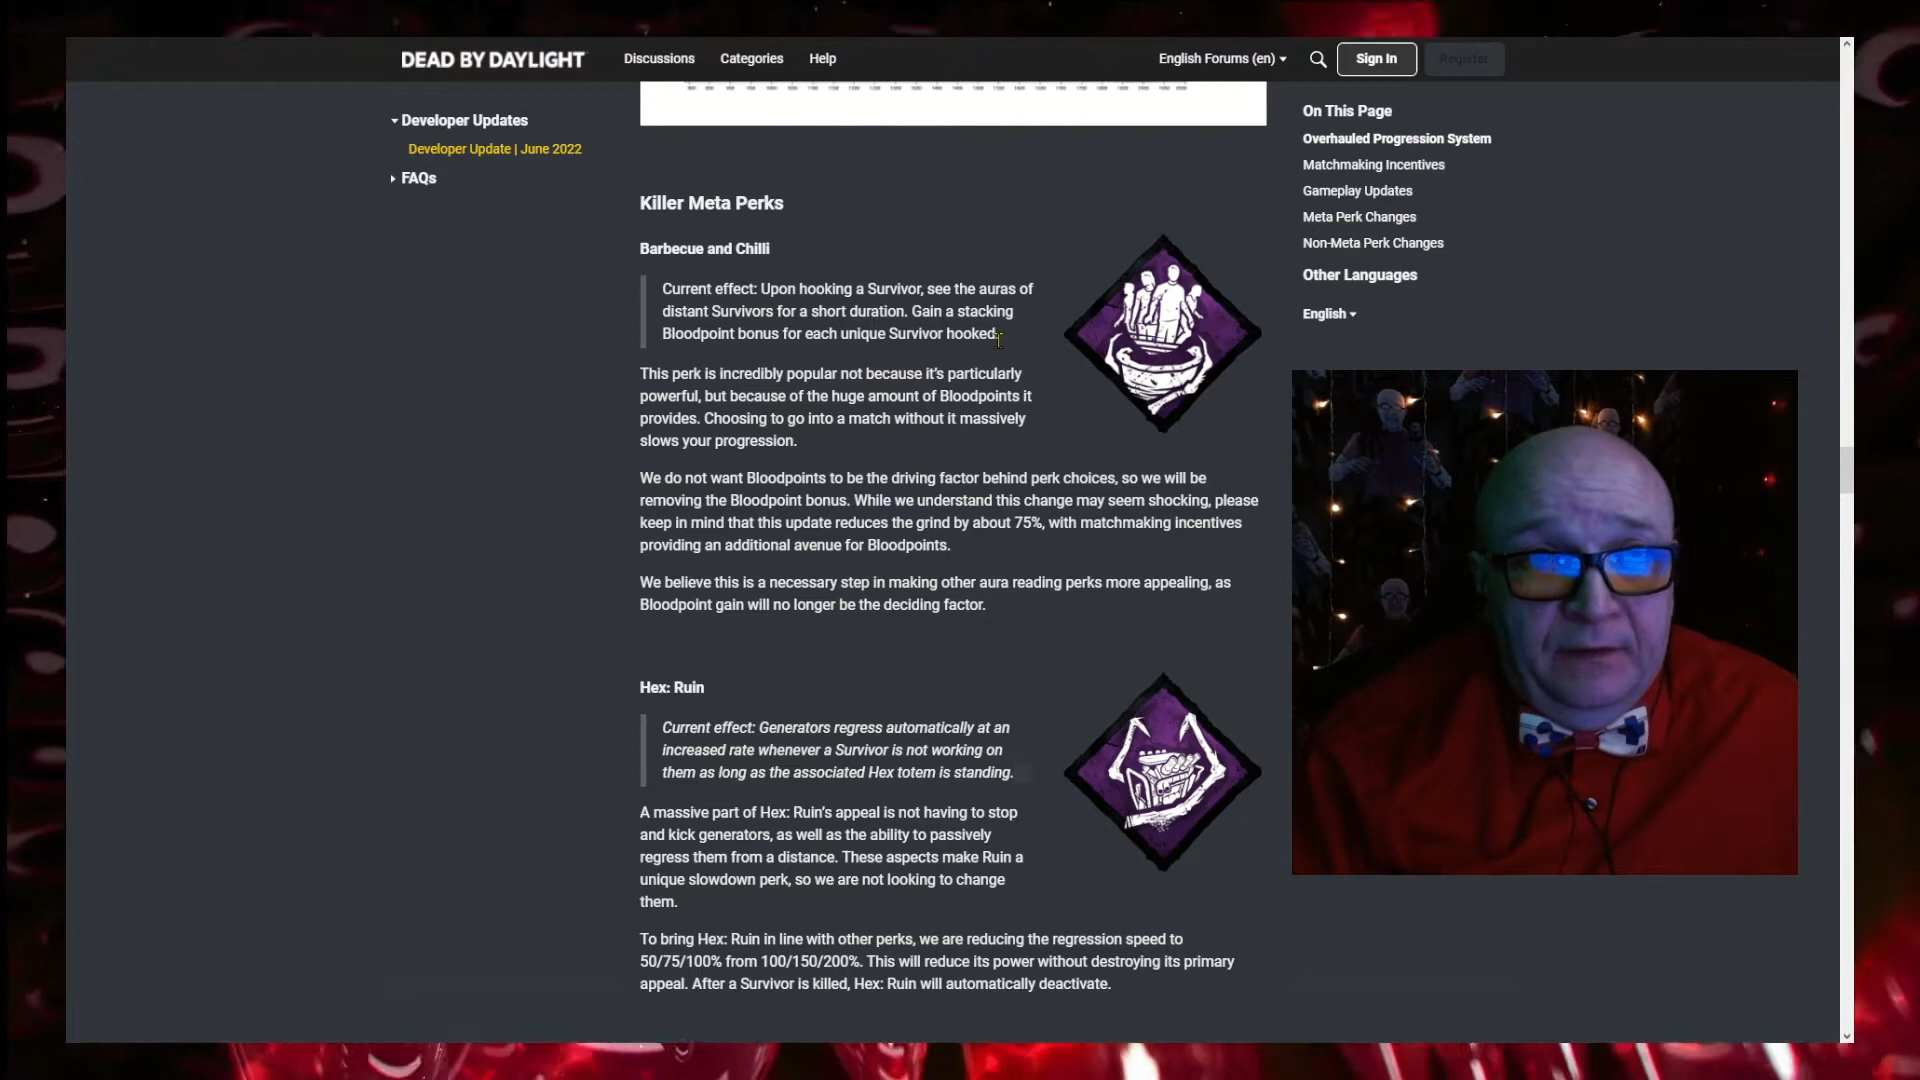 DEAD BY DAYLIGHT
Discussions
Categories
Help
English Forums (en)
Sign In
Register
Developer Updates
Developer Update | June 2022
FAQs
Killer Meta Perks
Barbecue and Chilli
Current effect: Upon hooking a Survivor, see the auras of
distant Survivors for a short duration. Gain a stacking
Bloodpoint bonus for each unique Survivor hooked.
This perk is incredibly popular not because it's particularly
powerful, but because of the huge amount of Bloodpoints it
provides. Choosing to go into a match without it massively
slows your progression.
We do not want Bloodpoints to be the driving factor behind perk choices, so we will be
removing the Bloodpoint bonus. While we understand this change may seem shocking, please
keep in mind that this update reduces the grind by about 75%, with matchmaking incentives
providing an additional avenue for Bloodpoints.
We believe this is a necessary step in making other aura reading perks more appealing, as
Bloodpoint gain will no longer be the deciding factor.
Hex: Ruin
Current effect: Generators regress automatically at an
increased rate whenever a Survivor is not working on
them as long as the associated Hex totem is standing.
A massive part of Hex: Ruin's appeal is not having to stop
and kick generators, as well as the ability to passively
regress them from a distance. These aspects make Ruin a
unique slowdown perk, so we are not looking to change
them.
To bring Hex: Ruin in line with other perks, we are reducing the regression speed to
50/75/100% from 100/150/200%. This will reduce its power without destroying its primary
appeal. After a Survivor is killed, Hex: Ruin will automatically deactivate.
On This Page
Overhauled Progression System
Matchmaking Incentives
Gameplay Updates
Meta Perk Changes
Non-Meta Perk Changes
Other Languages
English